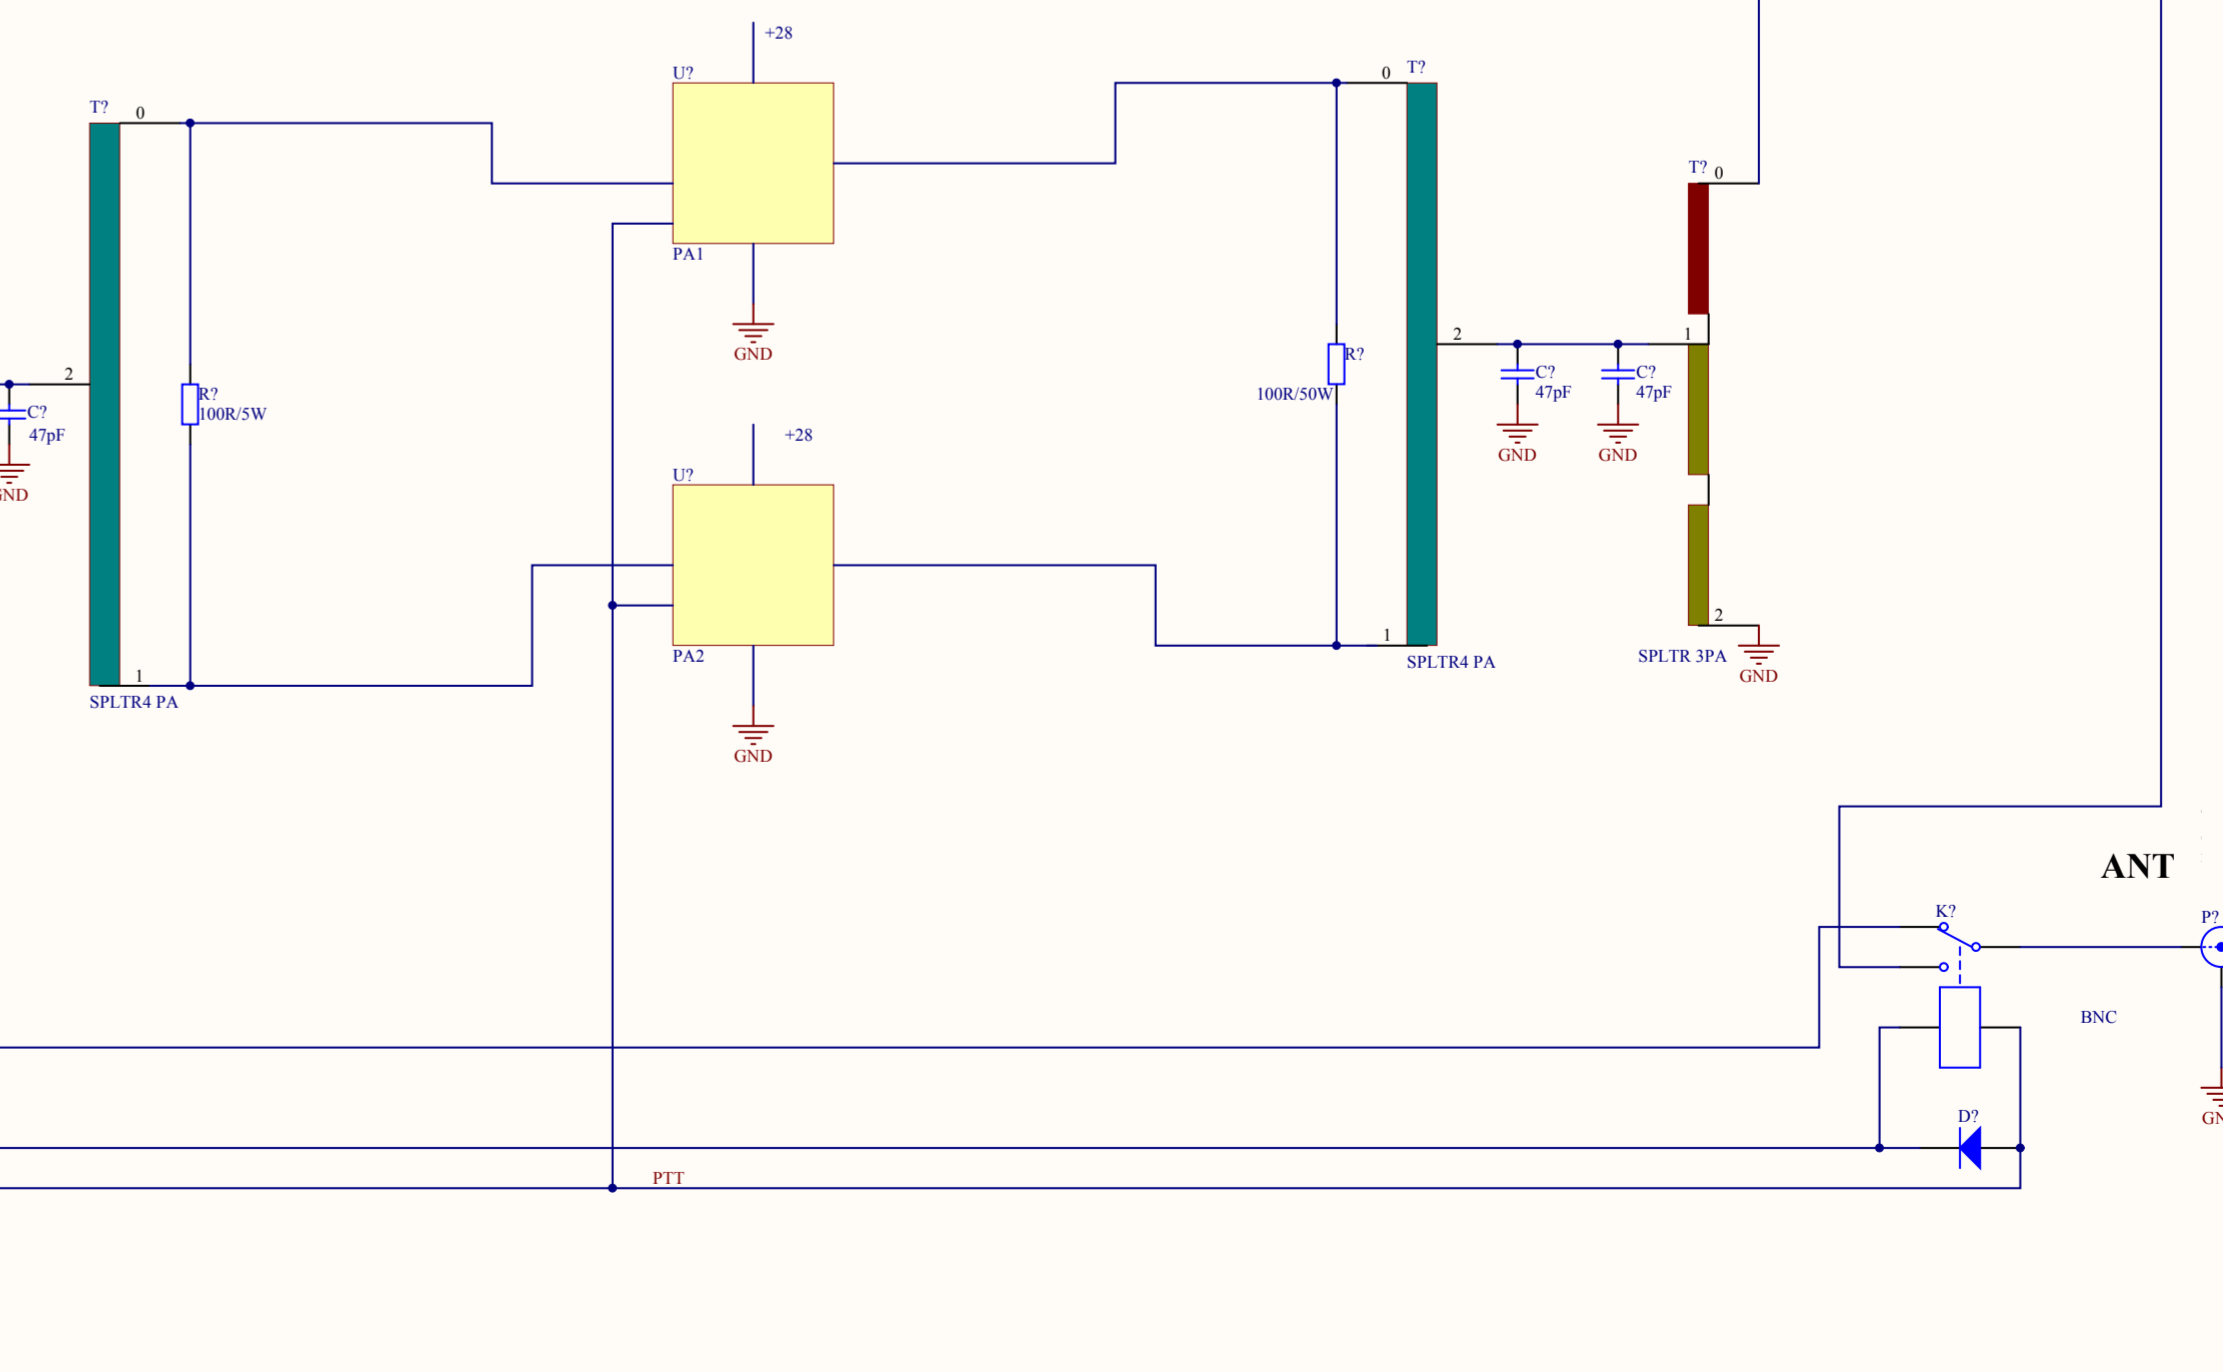 +28
U?
T?
0
T?
0
PA1
GND
T?
0
2
C?
47pF
R?
100R/5W
R?
100R/50W
2
C?
47pF
GND
C?
47pF
GND
1
+28
U?
PA2
GND
1
SPLTR4 PA
1
SPLTR4 PA
2
SPLTR 3PA
GND
ANT
K?
P?
BNC
D?
PTT